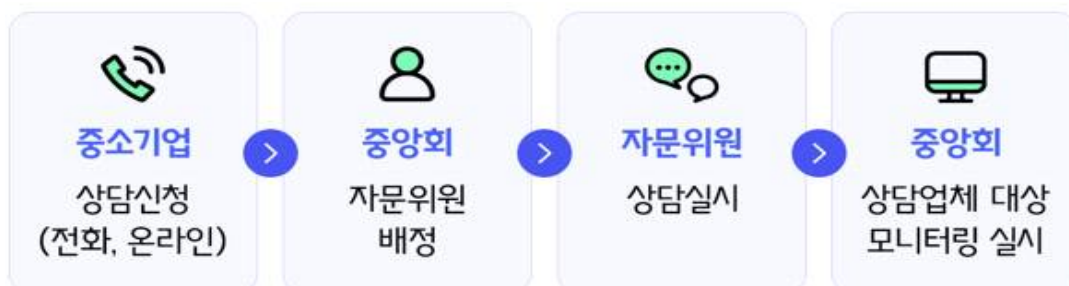 중소기업
상담신청
(전화, 온라인)
중앙회
자문위원
배정
자문위원
상담실시
중앙회
상담업체 대상
모니터링 실시